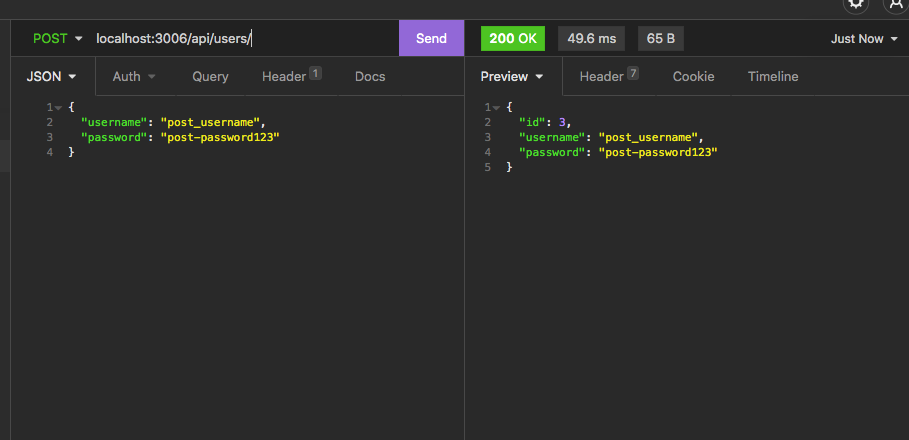 POST localhost:3006/api/users/ Send 200 OK 49.6 ms 65 B Just Now
JSON Auth Query Header 1 Docs
Preview Header 7 Cookie Timeline
1 {
2 "username": "post_username",
3 "password": "post-password123"
4 }
1 {
2 "id": 3,
3 "username": "post_username",
4 "password": "post-password123"
5 }